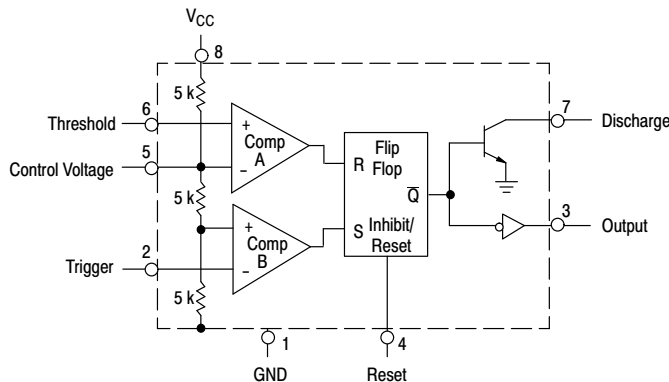 VCC
8
5 k
6
Threshold
+
Comp
A
−
5
Control Voltage
5 k
R
Flip
Flop
Q̅
S
Inhibit/
Reset
7
Discharge
3
Output
+
Comp
B
−
2
Trigger
5 k
1
GND
4
Reset